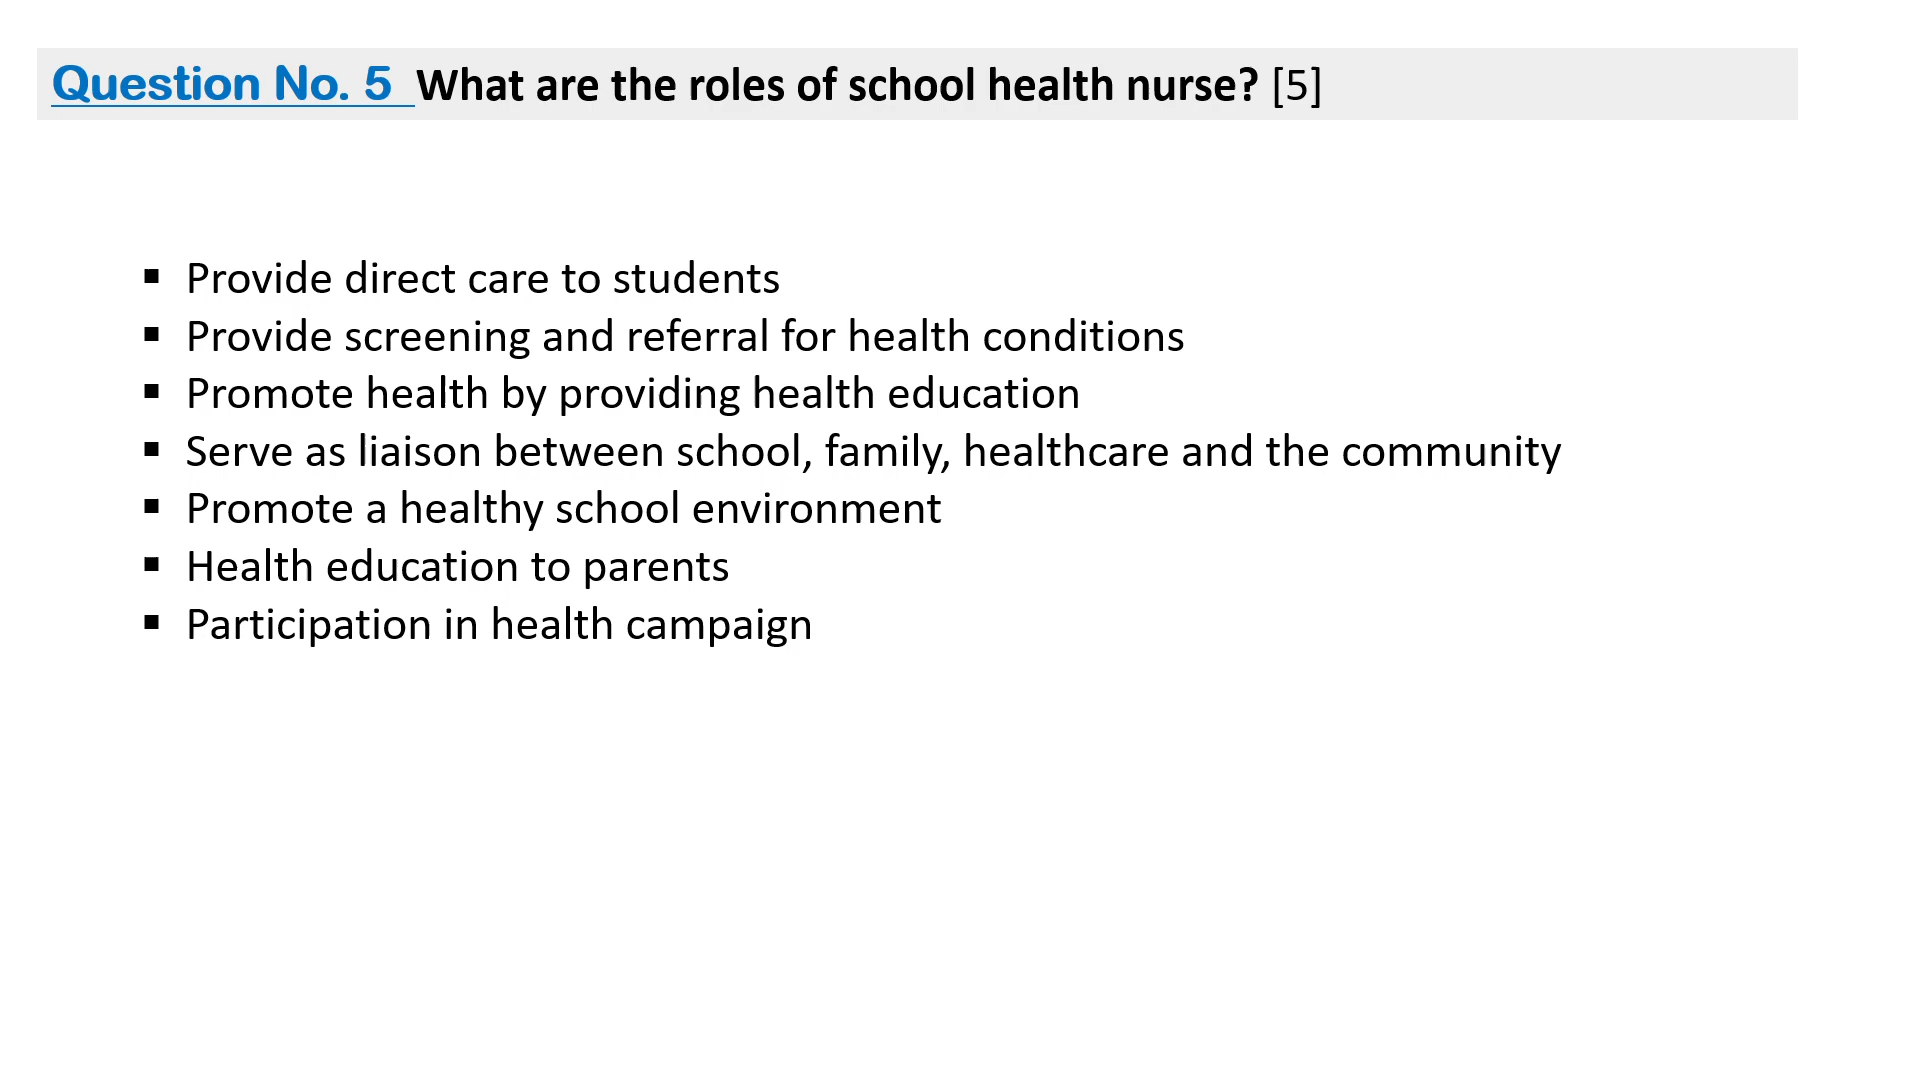 Question No. 5 What are the roles of school health nurse? [5]
▪ Provide direct care to students
▪ Provide screening and referral for health conditions
▪ Promote health by providing health education
▪ Serve as liaison between school, family, healthcare and the community
▪ Promote a healthy school environment
▪ Health education to parents
▪ Participation in health campaign